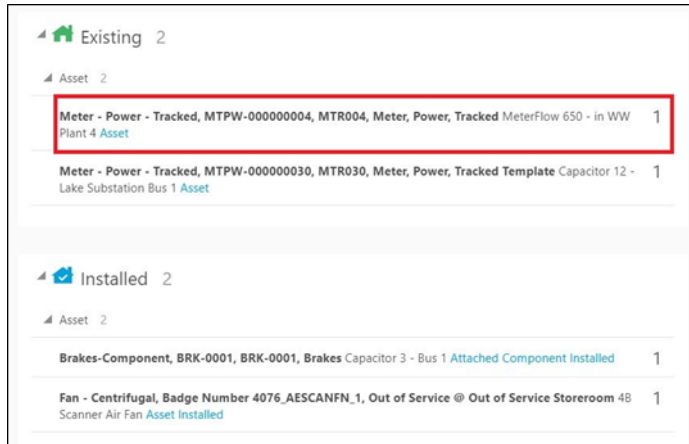 Existing 2
Asset 2
Meter - Power - Tracked, MTPW-000000004, MTR004, Meter, Power, Tracked MeterFlow 650 - in WW 1
Plant 4 Asset
Meter - Power - Tracked, MTPW-000000030, MTR030, Meter, Power, Tracked Template Capacitor 12 - 1
Lake Substation Bus 1 Asset
Installed 2
Asset 2
Brakes-Component, BRK-0001, BRK-0001, Brakes Capacitor 3 - Bus 1 Attached Component Installed 1
Fan - Centrifugal, Badge Number 4076_AESCANFN_1, Out of Service @ Out of Service Storeroom 4B 1
Scanner Air Fan Asset Installed